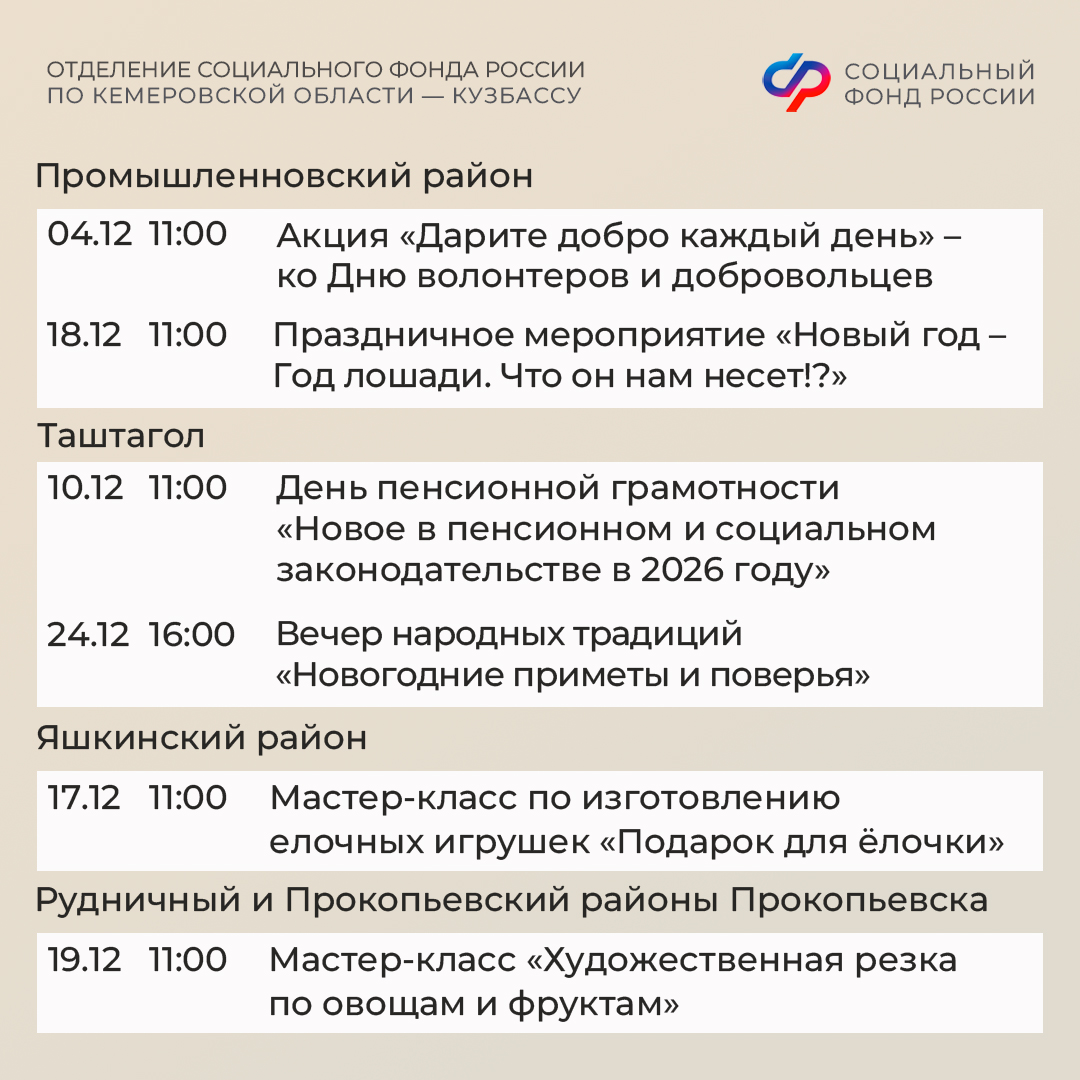 ОТДЕЛЕНИЕ СОЦИАЛЬНОГО ФОНДА РОССИИ
ПО КЕМЕРОВСКОЙ ОБЛАСТИ — КУЗБАССУ
СОЦИАЛЬНЫЙ
ФОНД РОССИИ
Промышленновский район
04.12 11:00 Акция «Дарите добро каждый день» –
ко Дню волонтеров и добровольцев
18.12 11:00 Праздничное мероприятие «Новый год –
Год лошади. Что он нам несет!?»
Таштагол
10.12 11:00 День пенсионной грамотности
«Новое в пенсионном и социальном
законодательстве в 2026 году»
24.12 16:00 Вечер народных традиций
«Новогодние приметы и поверья»
Яшкинский район
17.12 11:00 Мастер-класс по изготовлению
елочных игрушек «Подарок для ёлочки»
Рудничный и Прокопьевский районы Прокопьевска
19.12 11:00 Мастер-класс «Художественная резка
по овощам и фруктам»